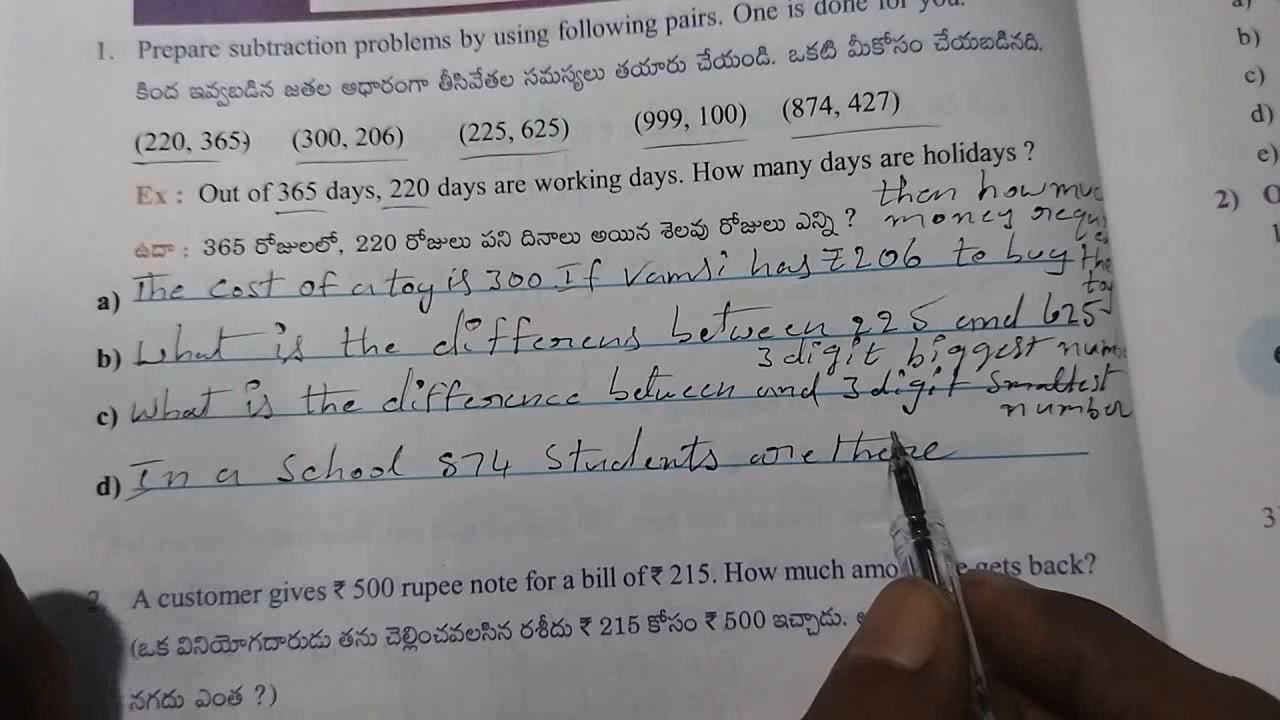 1. Prepare subtraction problems by using following pairs. One is done for you.
కింద ఇవ్వబడిన జతల ఆధారంగా తీసివేతల సమస్యలు తయారు చేయండి. ఒకటి మీకోసం చేయబడినది.
(220, 365) (300, 206) (225, 625) (999, 100) (874, 427)
Ex : Out of 365 days, 220 days are working days. How many days are holidays ?
than how muc
ఉదా : 365 రోజులలో, 220 రోజులు పని దినాలు అయిన శెలవు రోజులు ఎన్ని ?
money requi
a) The cost of a toy is 300 If Vamsi has ₹206 to buy the
toy
b) What is the differens between 225 and 625
3 digit biggest numb
c) What is the difference between and 3 digit smallest
number
d) In a school 874 students are there
2. A customer gives ₹ 500 rupee note for a bill of ₹ 215. How much amo gets back?
(ఒక వినియోగదారుడు తను చెల్లించవలసిన రశీదు ₹ 215 కోసం ₹ 500 ఇచ్చాడు.
నగదు ఎంత ?)
b)
c)
d)
e)
2)